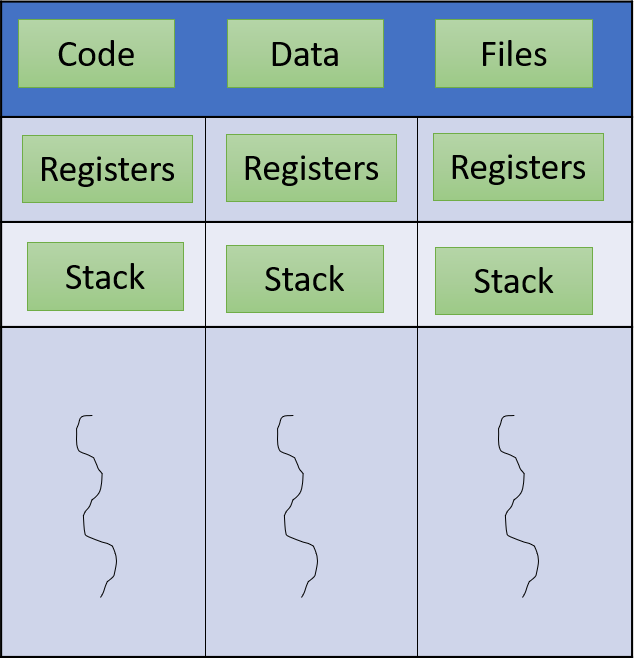 Code
Data
Files
Registers
Registers
Registers
Stack
Stack
Stack